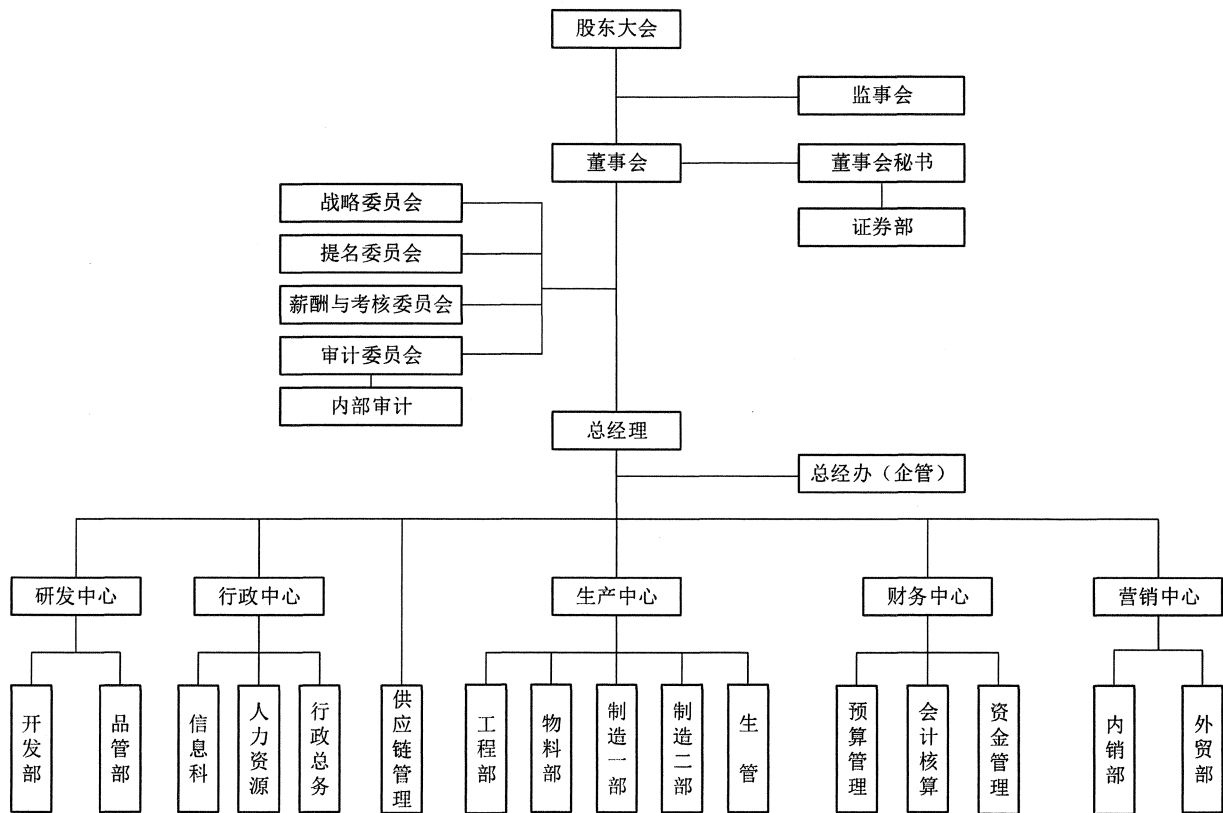 股东大会
监事会
董事会
董事会秘书
战略委员会
证券部
提名委员会
薪酬与考核委员会
审计委员会
内部审计
总经理
总经办（企管）
研发中心
行政中心
生产中心
财务中心
营销中心
开发部
品管部
信息科
人力资源
行政总务
供应链管理
工程部
物料部
制造一部
制造二部
生管
预算管理
会计核算
资金管理
内销部
外贸部